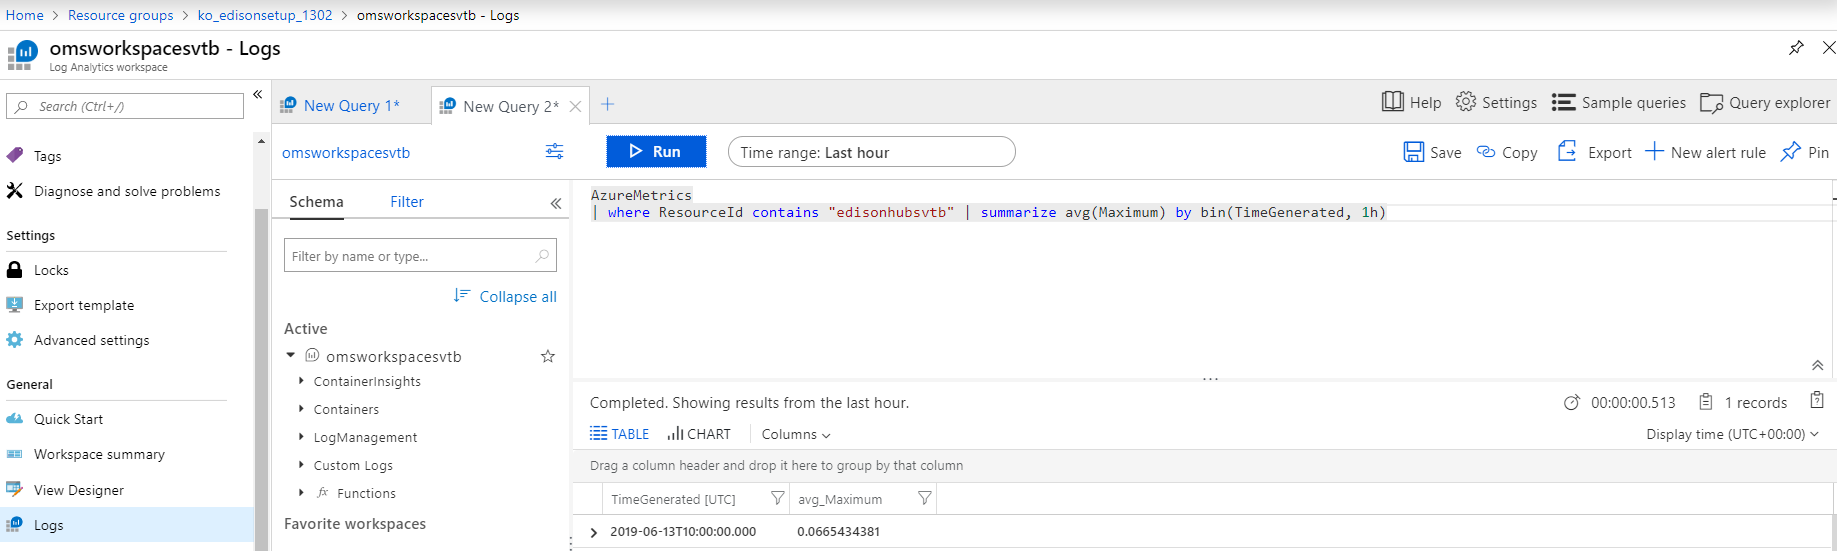 Home > Resource groups > ko_edisonsetup_1302 > omsworkspacesvtb - Logs
omsworkspacesvtb - Logs
Log Analytics workspace
Search (Ctrl+/)
Tags
Diagnose and solve problems
Settings
Locks
Export template
Advanced settings
General
Quick Start
Workspace summary
View Designer
Logs
New Query 1*
New Query 2*
Help
Settings
Sample queries
Query explorer
omsworkspacesvtb
Run
Time range: Last hour
Save
Copy
Export
New alert rule
Pin
Schema
Filter
Filter by name or type...
Collapse all
Active
omsworkspacesvtb
ContainerInsights
Containers
LogManagement
Custom Logs
fx Functions
Favorite workspaces
AzureMetrics
| where ResourceId contains "edisonhubsvtb" | summarize avg(Maximum) by bin(TimeGenerated, 1h)
Completed. Showing results from the last hour.
00:00:00.513
1 records
TABLE
CHART
Columns
Display time (UTC+00:00)
Drag a column header and drop it here to group by that column
TimeGenerated [UTC]
avg_Maximum
2019-06-13T10:00:00.000
0.0665434381